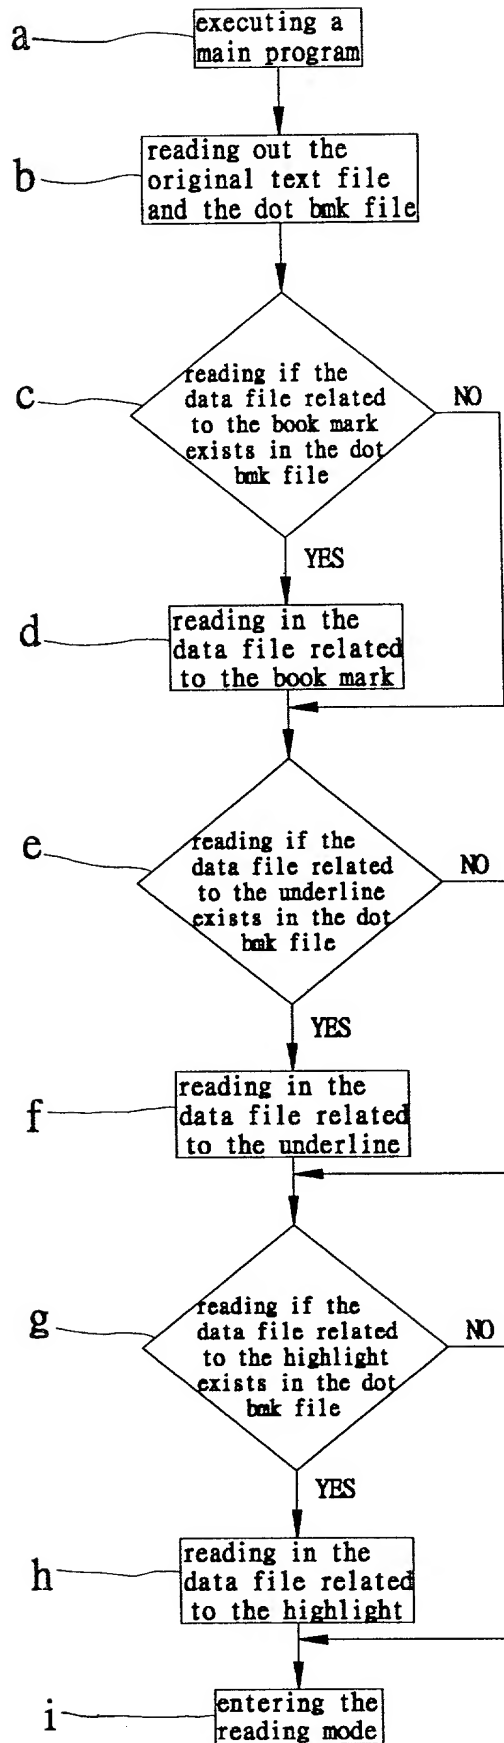 a
executing a
main program
b
reading out the
original text file
and the dot bmk file
c
reading if the
data file related
to the book mark
exists in the dot
bmk file
NO
YES
d
reading in the
data file related
to the book mark
e
reading if the
data file related
to the underline
exists in the dot
bmk file
NO
YES
f
reading in the
data file related
to the underline
g
reading if the
data file related
to the highlight
exists in the dot
bmk file
NO
YES
h
reading in the
data file related
to the highlight
i
entering the
reading mode